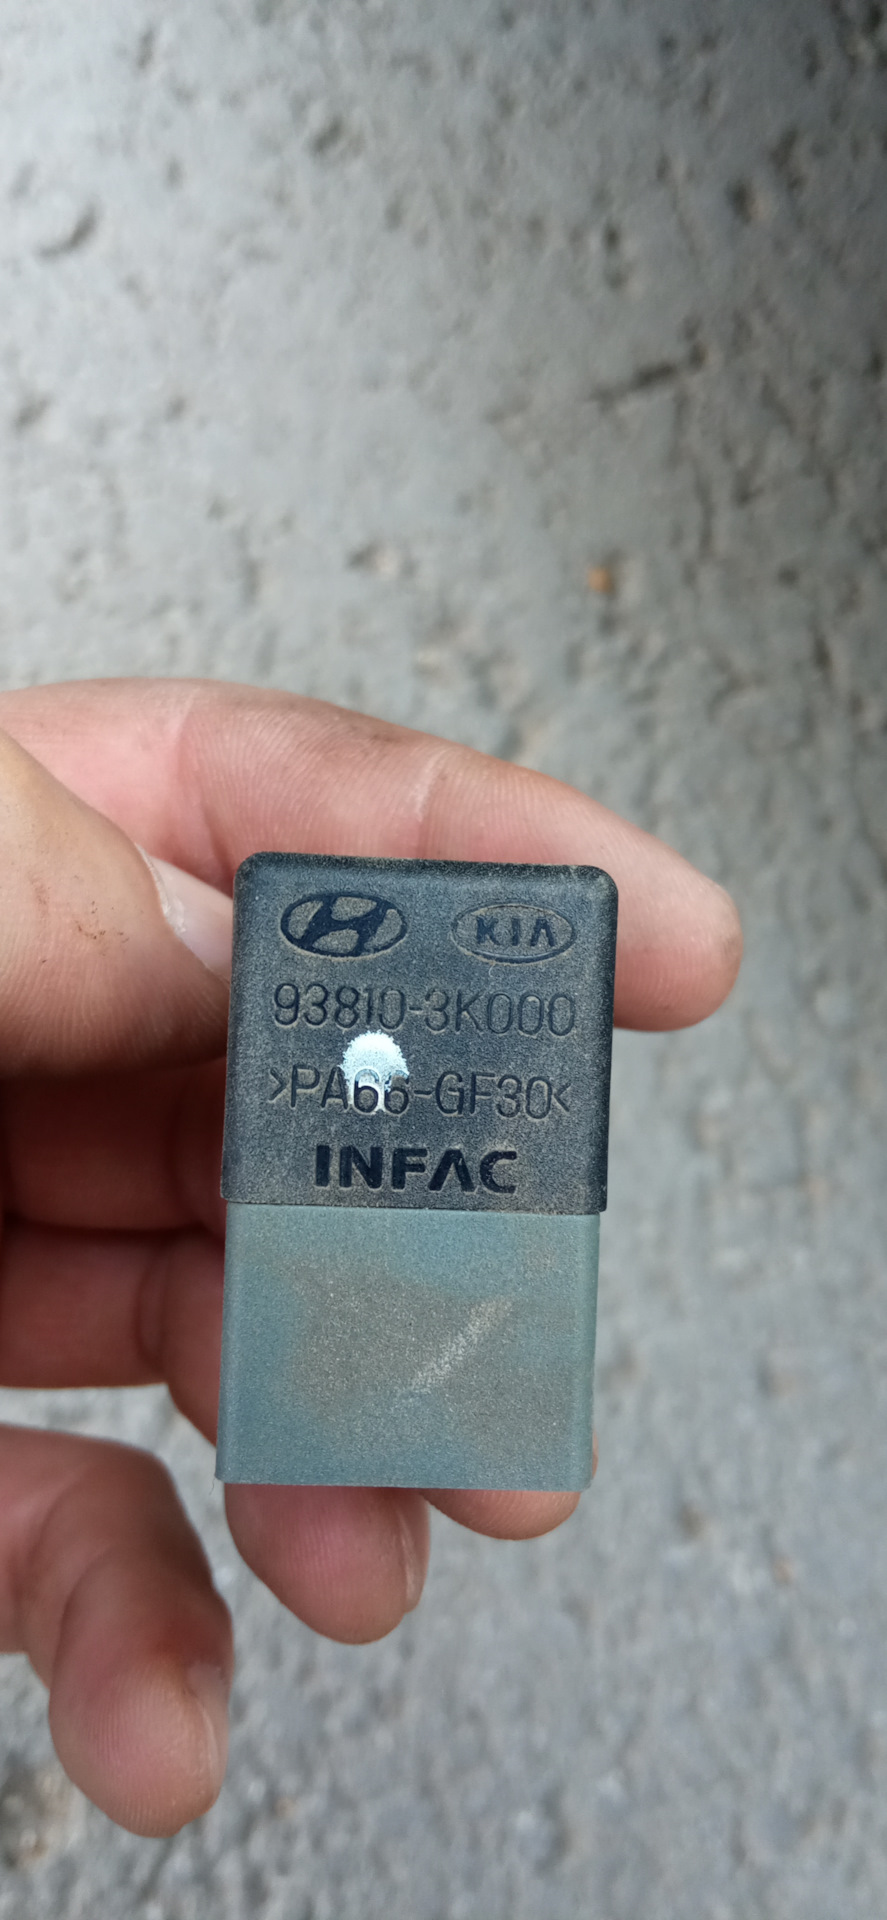 KIA
93810-3K000
>PA66-GF30<
INFAC